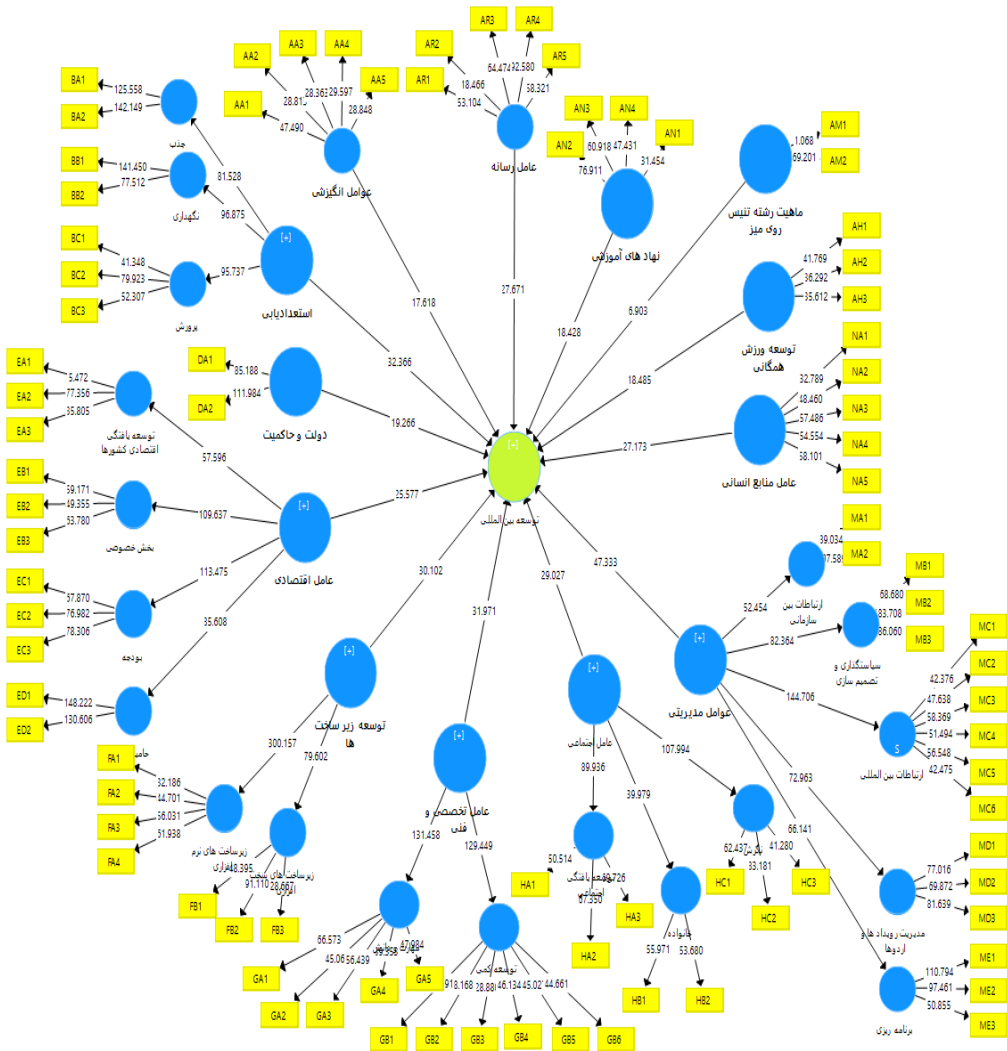 AR3
AR4
AR2
AR5
AR1
64.474
92.580
18.466
58.321
53.104
عامل رسانه
AA3
AA4
AA2
AA5
AA1
29.597
28.848
47.490
عوامل انگیزشی
BA1
BA2
125.558
142.149
جذب
BB1
BB2
141.450
77.512
نگهداری
BC1
BC2
BC3
41.348
79.923
52.307
پرورش
81.528
96.875
95.737
[+]
استعدادیابی
AN3
AN4
AN2
AN1
60.918
47.431
76.911
31.454
نهاد های آموزشی
AM1
AM2
69.201
ماهیت رشته تنیس
روی میز
AH1
AH2
AH3
41.769
36.292
35.612
توسعه ورزش
همگانی
NA1
NA2
NA3
NA4
NA5
32.789
48.460
57.486
54.554
58.101
عامل منابع انسانی
17.618
27.671
18.428
6.903
32.366
18.485
19.266
27.173
25.577
30.102
31.971
29.027
47.333
[+]
توسعه بین المللی
DA1
DA2
85.188
111.984
دولت و حاکمیت
EA1
EA2
EA3
5.472
77.356
35.805
توسعه یافتگی
اقتصادی کشورها
EB1
EB2
EB3
59.171
49.355
53.780
بخش خصوصی
EC1
EC2
EC3
57.870
76.982
78.306
بودجه
ED1
ED2
148.222
130.606
57.596
109.637
113.475
35.608
[+]
عامل اقتصادی
MA1
MA2
39.034
ارتباطات بین
سازمانی
MB1
MB2
MB3
68.680
83.708
86.060
سیاستگذاری و
تصمیم سازی
MC1
MC2
MC3
MC4
MC5
MC6
42.376
47.638
58.369
51.494
56.548
42.475
S
ارتباطات بین المللی
MD1
MD2
MD3
77.016
69.872
81.639
مدیریت رویداد ها و
اردوها
ME1
ME2
ME3
110.794
97.461
50.855
برنامه ریزی
52.454
82.364
144.706
72.963
66.141
[+]
عوامل مدیریتی
[+]
توسعه زیر ساخت
ها
300.157
79.602
FA1
FA2
FA3
FA4
32.186
44.701
56.031
51.938
زیرساخت های نرم
افزاری
FB1
FB2
FB3
48.395
91.110
28.667
زیرساخت های سخت
افزاری
[+]
عامل تخصصی و
فنی
131.458
129.449
GA1
GA2
GA3
GA4
GA5
66.573
56.439
47.984
GB1
GB2
GB3
GB4
GB5
GB6
46.134
44.661
توسعه کمی
[+]
عامل اجتماعی
89.936
39.979
107.994
HA1
HA2
HA3
50.514
HB1
HB2
55.971
53.680
خانواده
HC1
HC2
HC3
62.437
33.181
41.280
نگرش